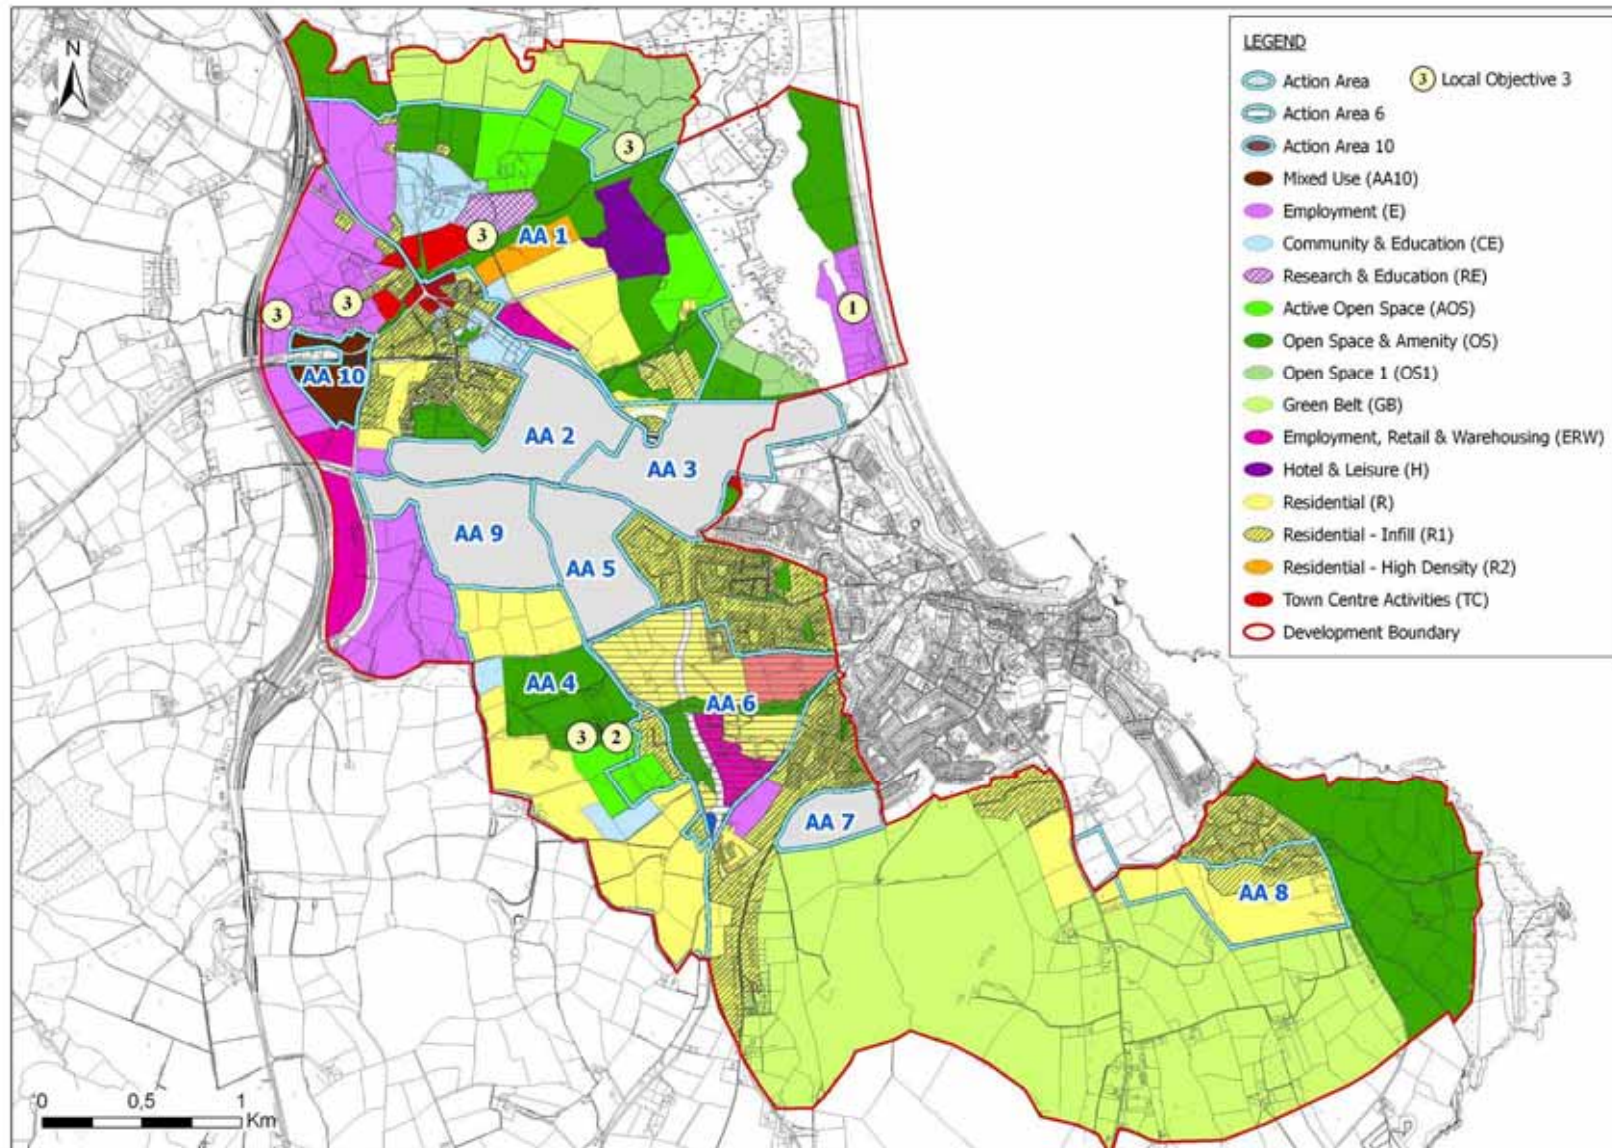 N
LEGEND
Action Area
3 Local Objective 3
Action Area 6
Action Area 10
Mixed Use (AA10)
Employment (E)
Community & Education (CE)
Research & Education (RE)
Active Open Space (AOS)
Open Space & Amenity (OS)
Open Space 1 (OS1)
Green Belt (GB)
Employment, Retail & Warehousing (ERW)
Hotel & Leisure (H)
Residential (R)
Residential - Infill (R1)
Residential - High Density (R2)
Town Centre Activities (TC)
Development Boundary
3
3
AA 1
3
3
1
AA 10
AA 2
AA 3
AA 9
AA 5
AA 4
AA 6
3
2
AA 7
AA 8
0 0,5 1
Km